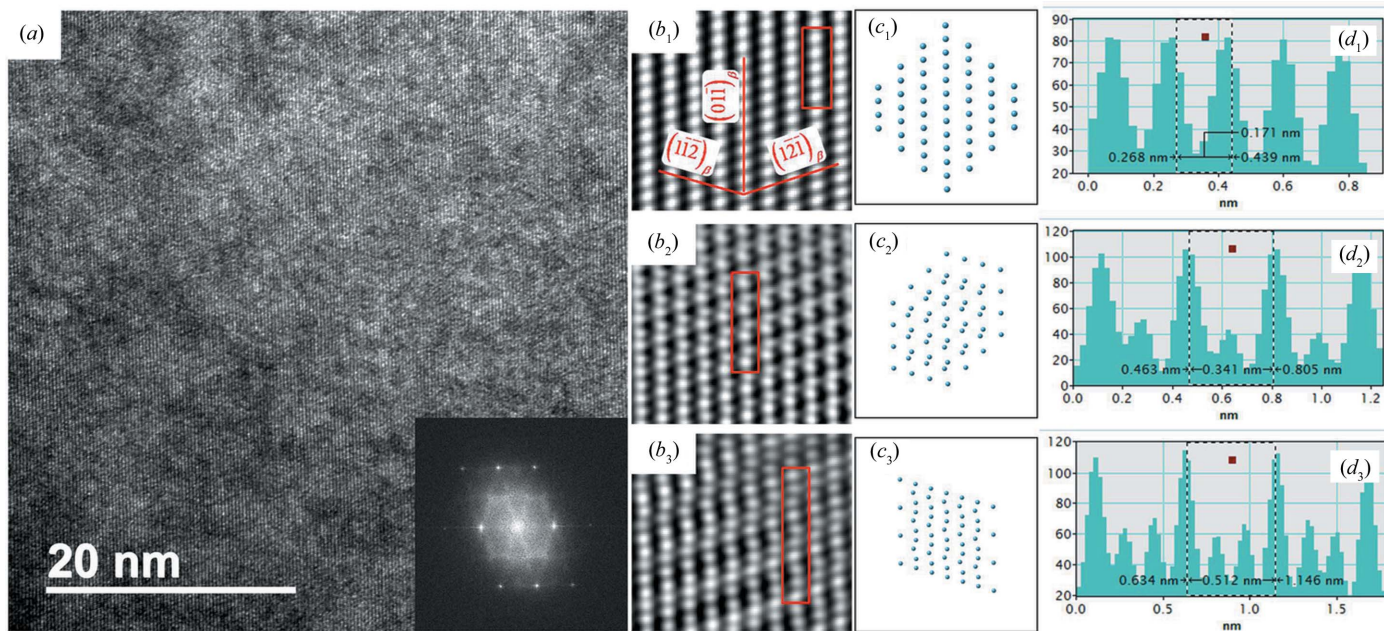 (a)
20 nm
(b₁)
(011̅)β
(11̅2̅)β
(12̅1̅)β
(c₁)
(d₁)
90
80
70
60
50
40
30
20
0.171 nm
0.268 nm
0.439 nm
0.0 0.2 0.4 0.6 0.8
nm
(b₂)
(c₂)
(d₂)
120
100
80
60
40
20
0
0.463 nm
0.341 nm
0.805 nm
0.0 0.2 0.4 0.6 0.8 1.0 1.2
nm
(b₃)
(c₃)
(d₃)
120
100
80
60
40
20
0.634 nm
0.512 nm
1.146 nm
0.0 0.5 1.0 1.5
nm